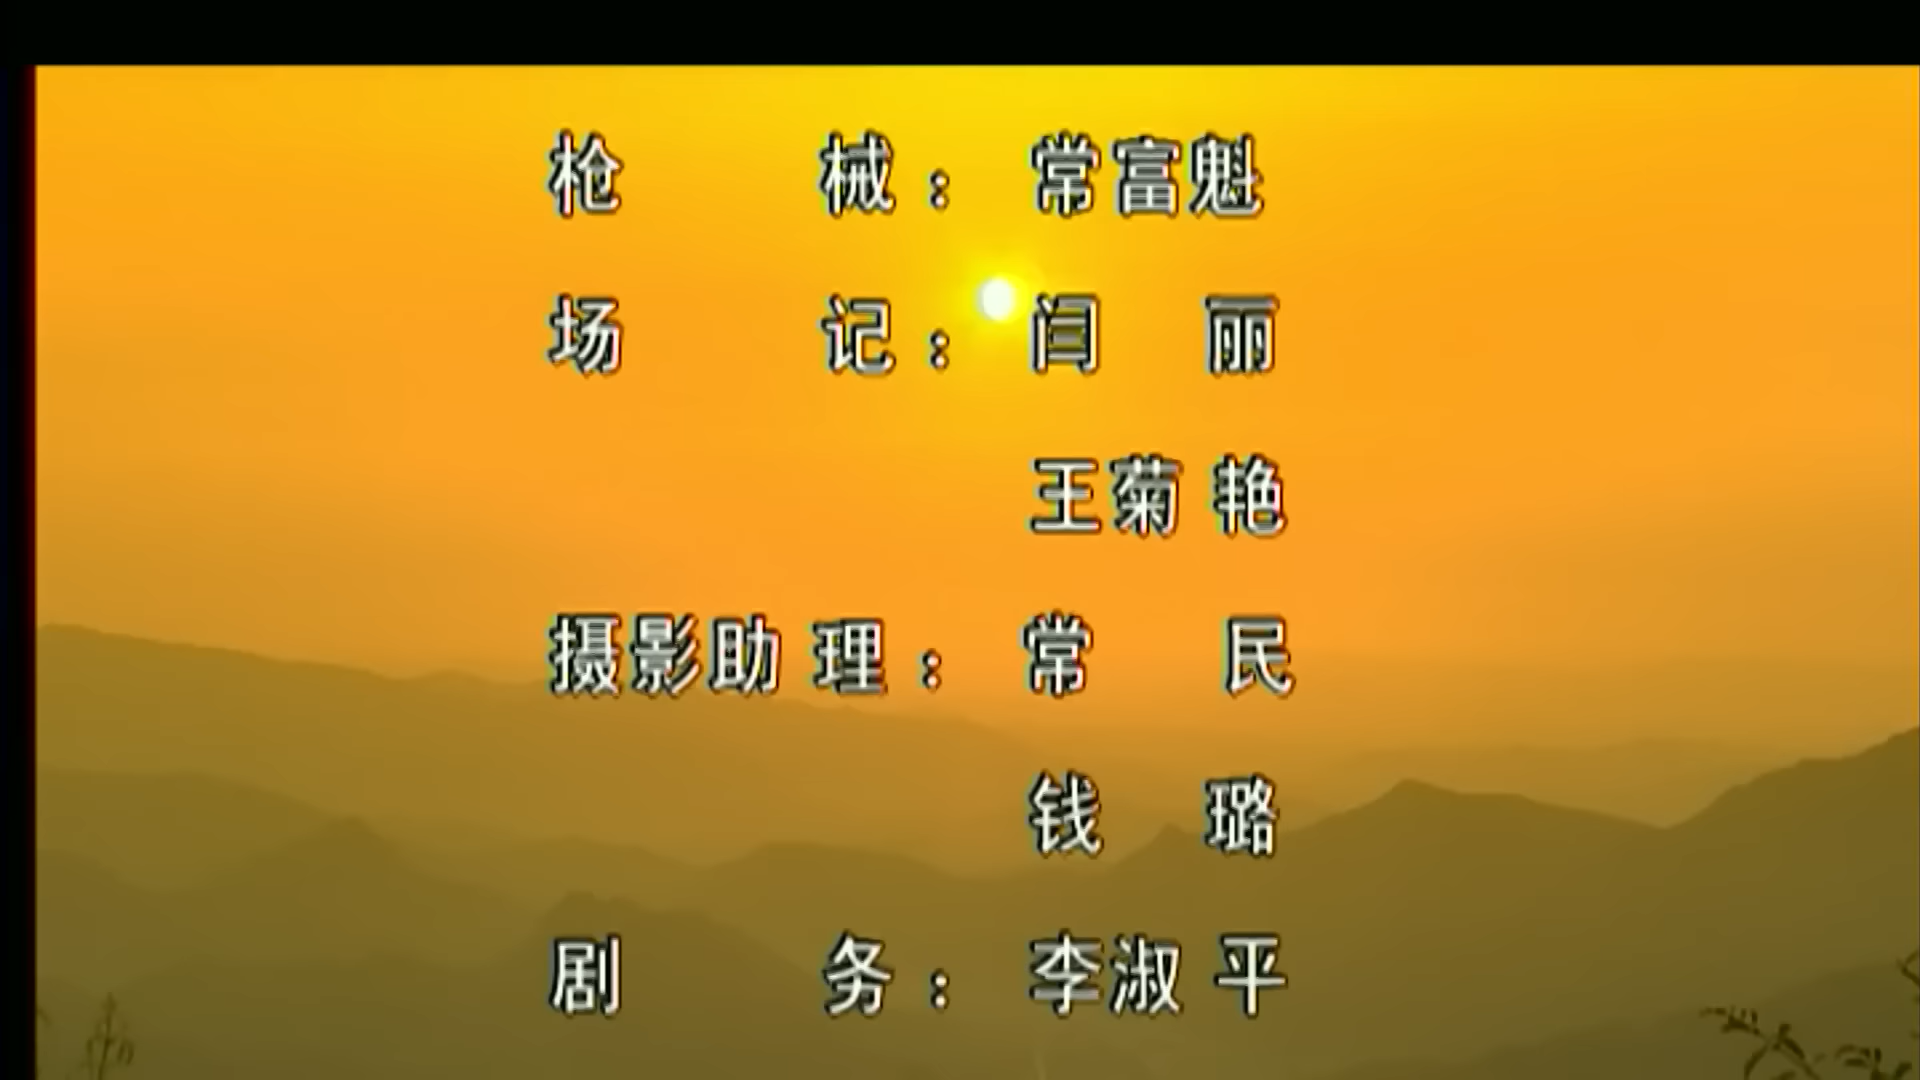 枪械：常富魁
场记：闫丽
王菊艳
摄影助理：常民
钱璐
剧务：李淑平